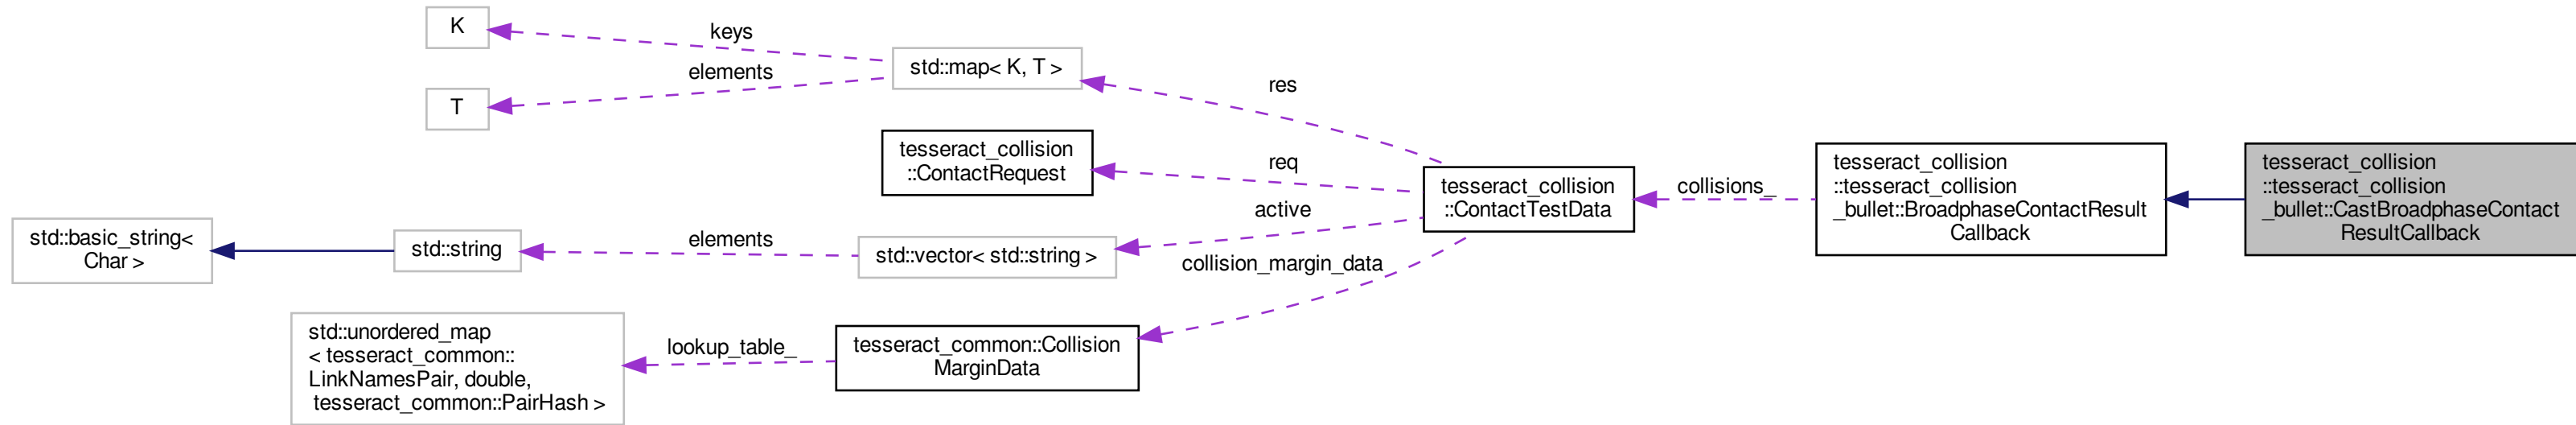 K
keys
T
elements
std::map< K, T >
res
tesseract_collision
::ContactRequest
req
std::basic_string<
Char >
std::string
elements
std::vector< std::string >
active
std::unordered_map
< tesseract_common::
LinkNamesPair, double,
tesseract_common::PairHash >
lookup_table_
tesseract_common::Collision
MarginData
collision_margin_data
tesseract_collision
::ContactTestData
collisions_
tesseract_collision
::tesseract_collision
_bullet::BroadphaseContactResult
Callback
tesseract_collision
::tesseract_collision
_bullet::CastBroadphaseContact
ResultCallback